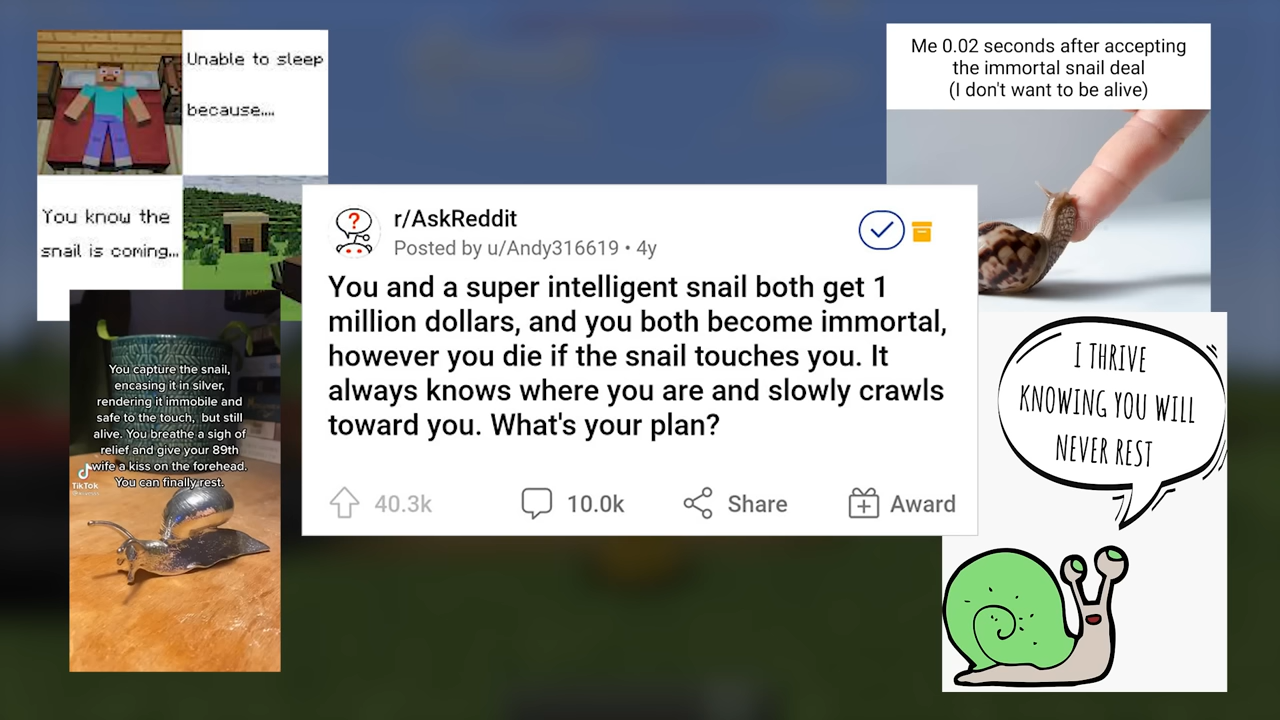 Unable to sleep
because....
You know the
snail is coming...
You capture the snail,
encasing it in silver,
rendering it immobile and
safe to the touch, but still
alive. You breathe a sigh of
relief and give your 89th
wife a kiss on the forehead.
You can finally rest.
TikTok
r/AskReddit
Posted by u/Andy316619 • 4y
You and a super intelligent snail both get 1
million dollars, and you both become immortal,
however you die if the snail touches you. It
always knows where you are and slowly crawls
toward you. What's your plan?
40.3k
10.0k
Share
Award
Me 0.02 seconds after accepting
the immortal snail deal
(I don't want to be alive)
I THRIVE
KNOWING YOU WILL
NEVER REST